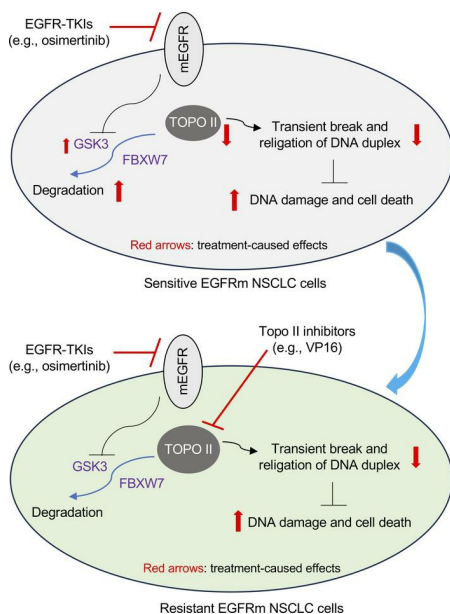 EGFR-TKIs
(e.g., osimertinib)
mEGFR
TOPO II
GSK3
FBXW7
Degradation
Transient break and
religation of DNA duplex
DNA damage and cell death
Red arrows: treatment-caused effects
Sensitive EGFRm NSCLC cells
EGFR-TKIs
(e.g., osimertinib)
Topo II inhibitors
(e.g., VP16)
mEGFR
TOPO II
GSK3
FBXW7
Degradation
Transient break and
religation of DNA duplex
DNA damage and cell death
Red arrows: treatment-caused effects
Resistant EGFRm NSCLC cells